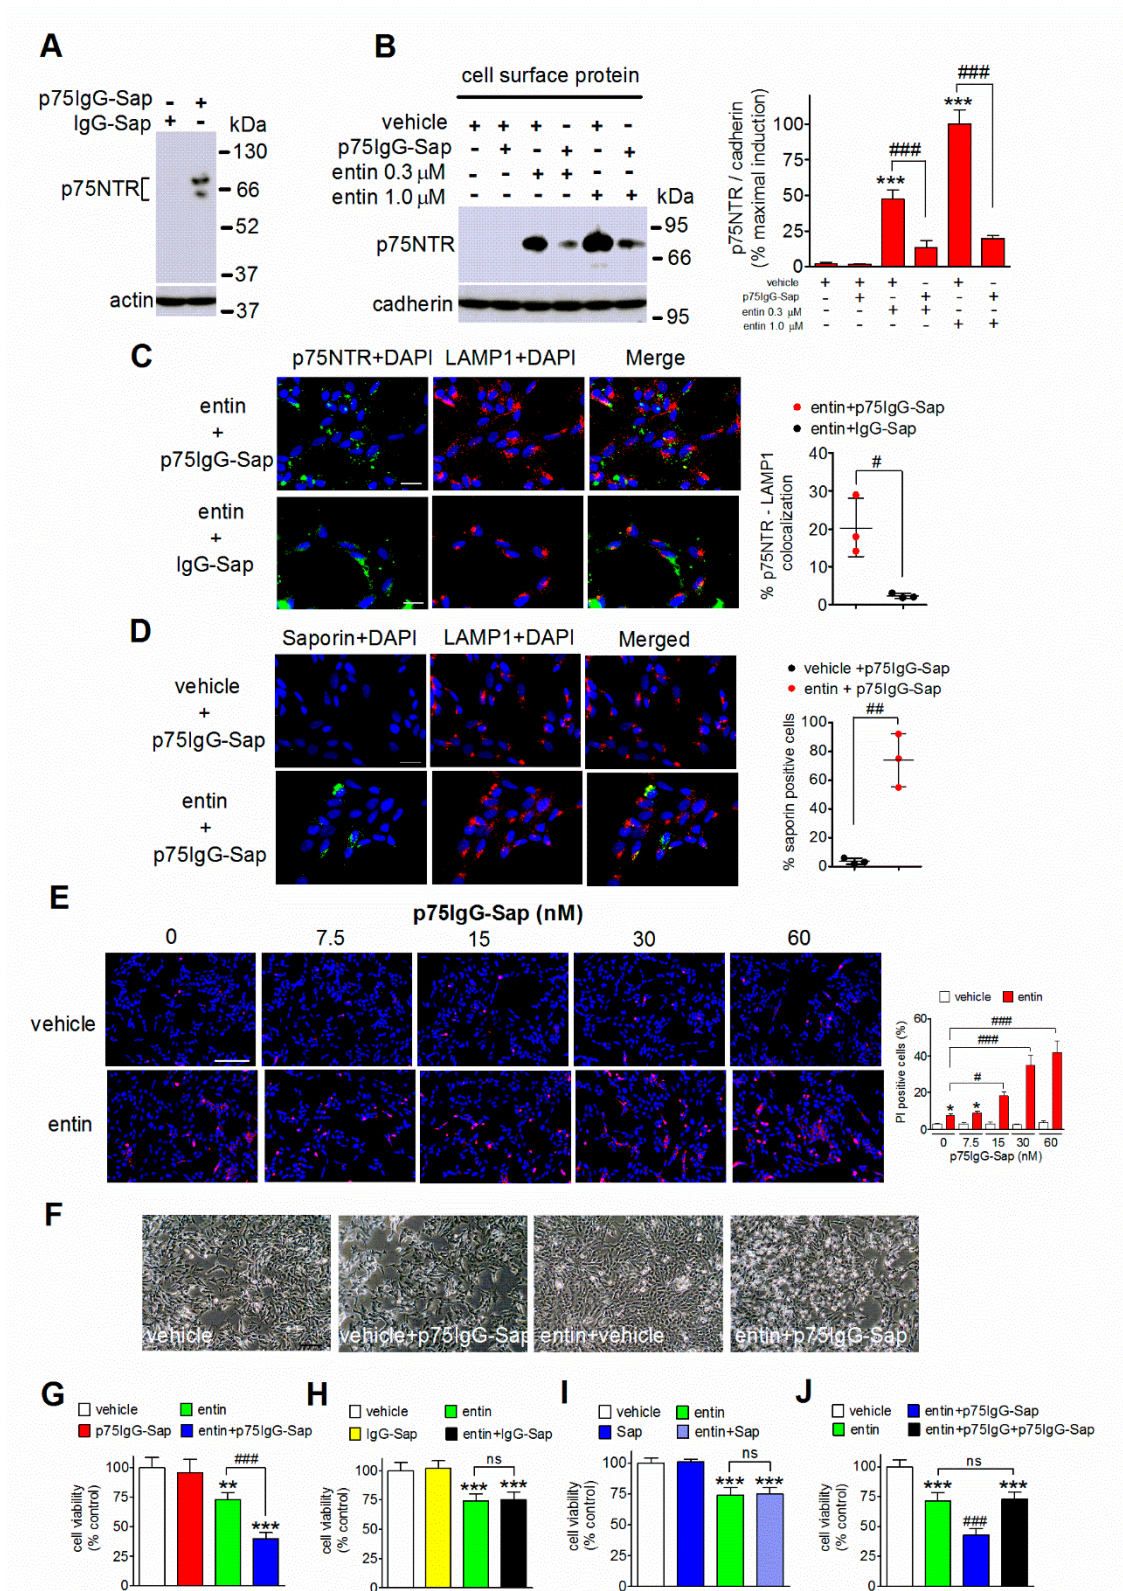 A
p75IgG-Sap - +
IgG-Sap + -
kDa
130
p75NTR
66
52
37
actin
37
B
cell surface protein
vehicle + + + - + -
p75IgG-Sap - + - + - +
entin 0.3 µM - - + + - -
entin 1.0 µM - - - - + +
kDa
95
p75NTR
66
cadherin
95
p75NTR / cadherin
(% maximal induction)
100
75
50
25
0
***
###
***
###
vehicle + + + - + -
p75IgG-Sap - + - + - +
entin 0.3 µM - - + + - -
entin 1.0 µM - - - - + +
C
p75NTR+DAPI LAMP1+DAPI Merge
entin
+
p75IgG-Sap
entin
+
IgG-Sap
entin+p75IgG-Sap
entin+IgG-Sap
% p75NTR - LAMP1
colocalization
40
30
20
10
0
#
D
Saporin+DAPI LAMP1+DAPI Merged
vehicle
+
p75IgG-Sap
entin
+
p75IgG-Sap
vehicle +p75IgG-Sap
entin + p75IgG-Sap
% saporin positive cells
100
80
60
40
20
0
##
E
p75IgG-Sap (nM)
0 7.5 15 30 60
vehicle
entin
vehicle entin
PI positive cells (%)
60
40
20
0
###
###
#
* *
0 7.5 15 30 60
p75IgG-Sap (nM)
F
vehicle
vehicle+p75IgG-Sap
entin+vehicle
entin+p75IgG-Sap
G
vehicle entin
p75IgG-Sap entin+p75IgG-Sap
cell viability
(% control)
100
75
50
25
0
###
**
***
H
vehicle entin
IgG-Sap entin+IgG-Sap
cell viability
(% control)
100
75
50
25
0
ns
*** ***
I
vehicle entin
Sap entin+Sap
cell viability
(% control)
100
75
50
25
0
ns
*** ***
J
vehicle entin+p75IgG-Sap
entin entin+p75IgG+p75IgG-Sap
cell viability
(% control)
100
75
50
25
0
ns
*** ***
###